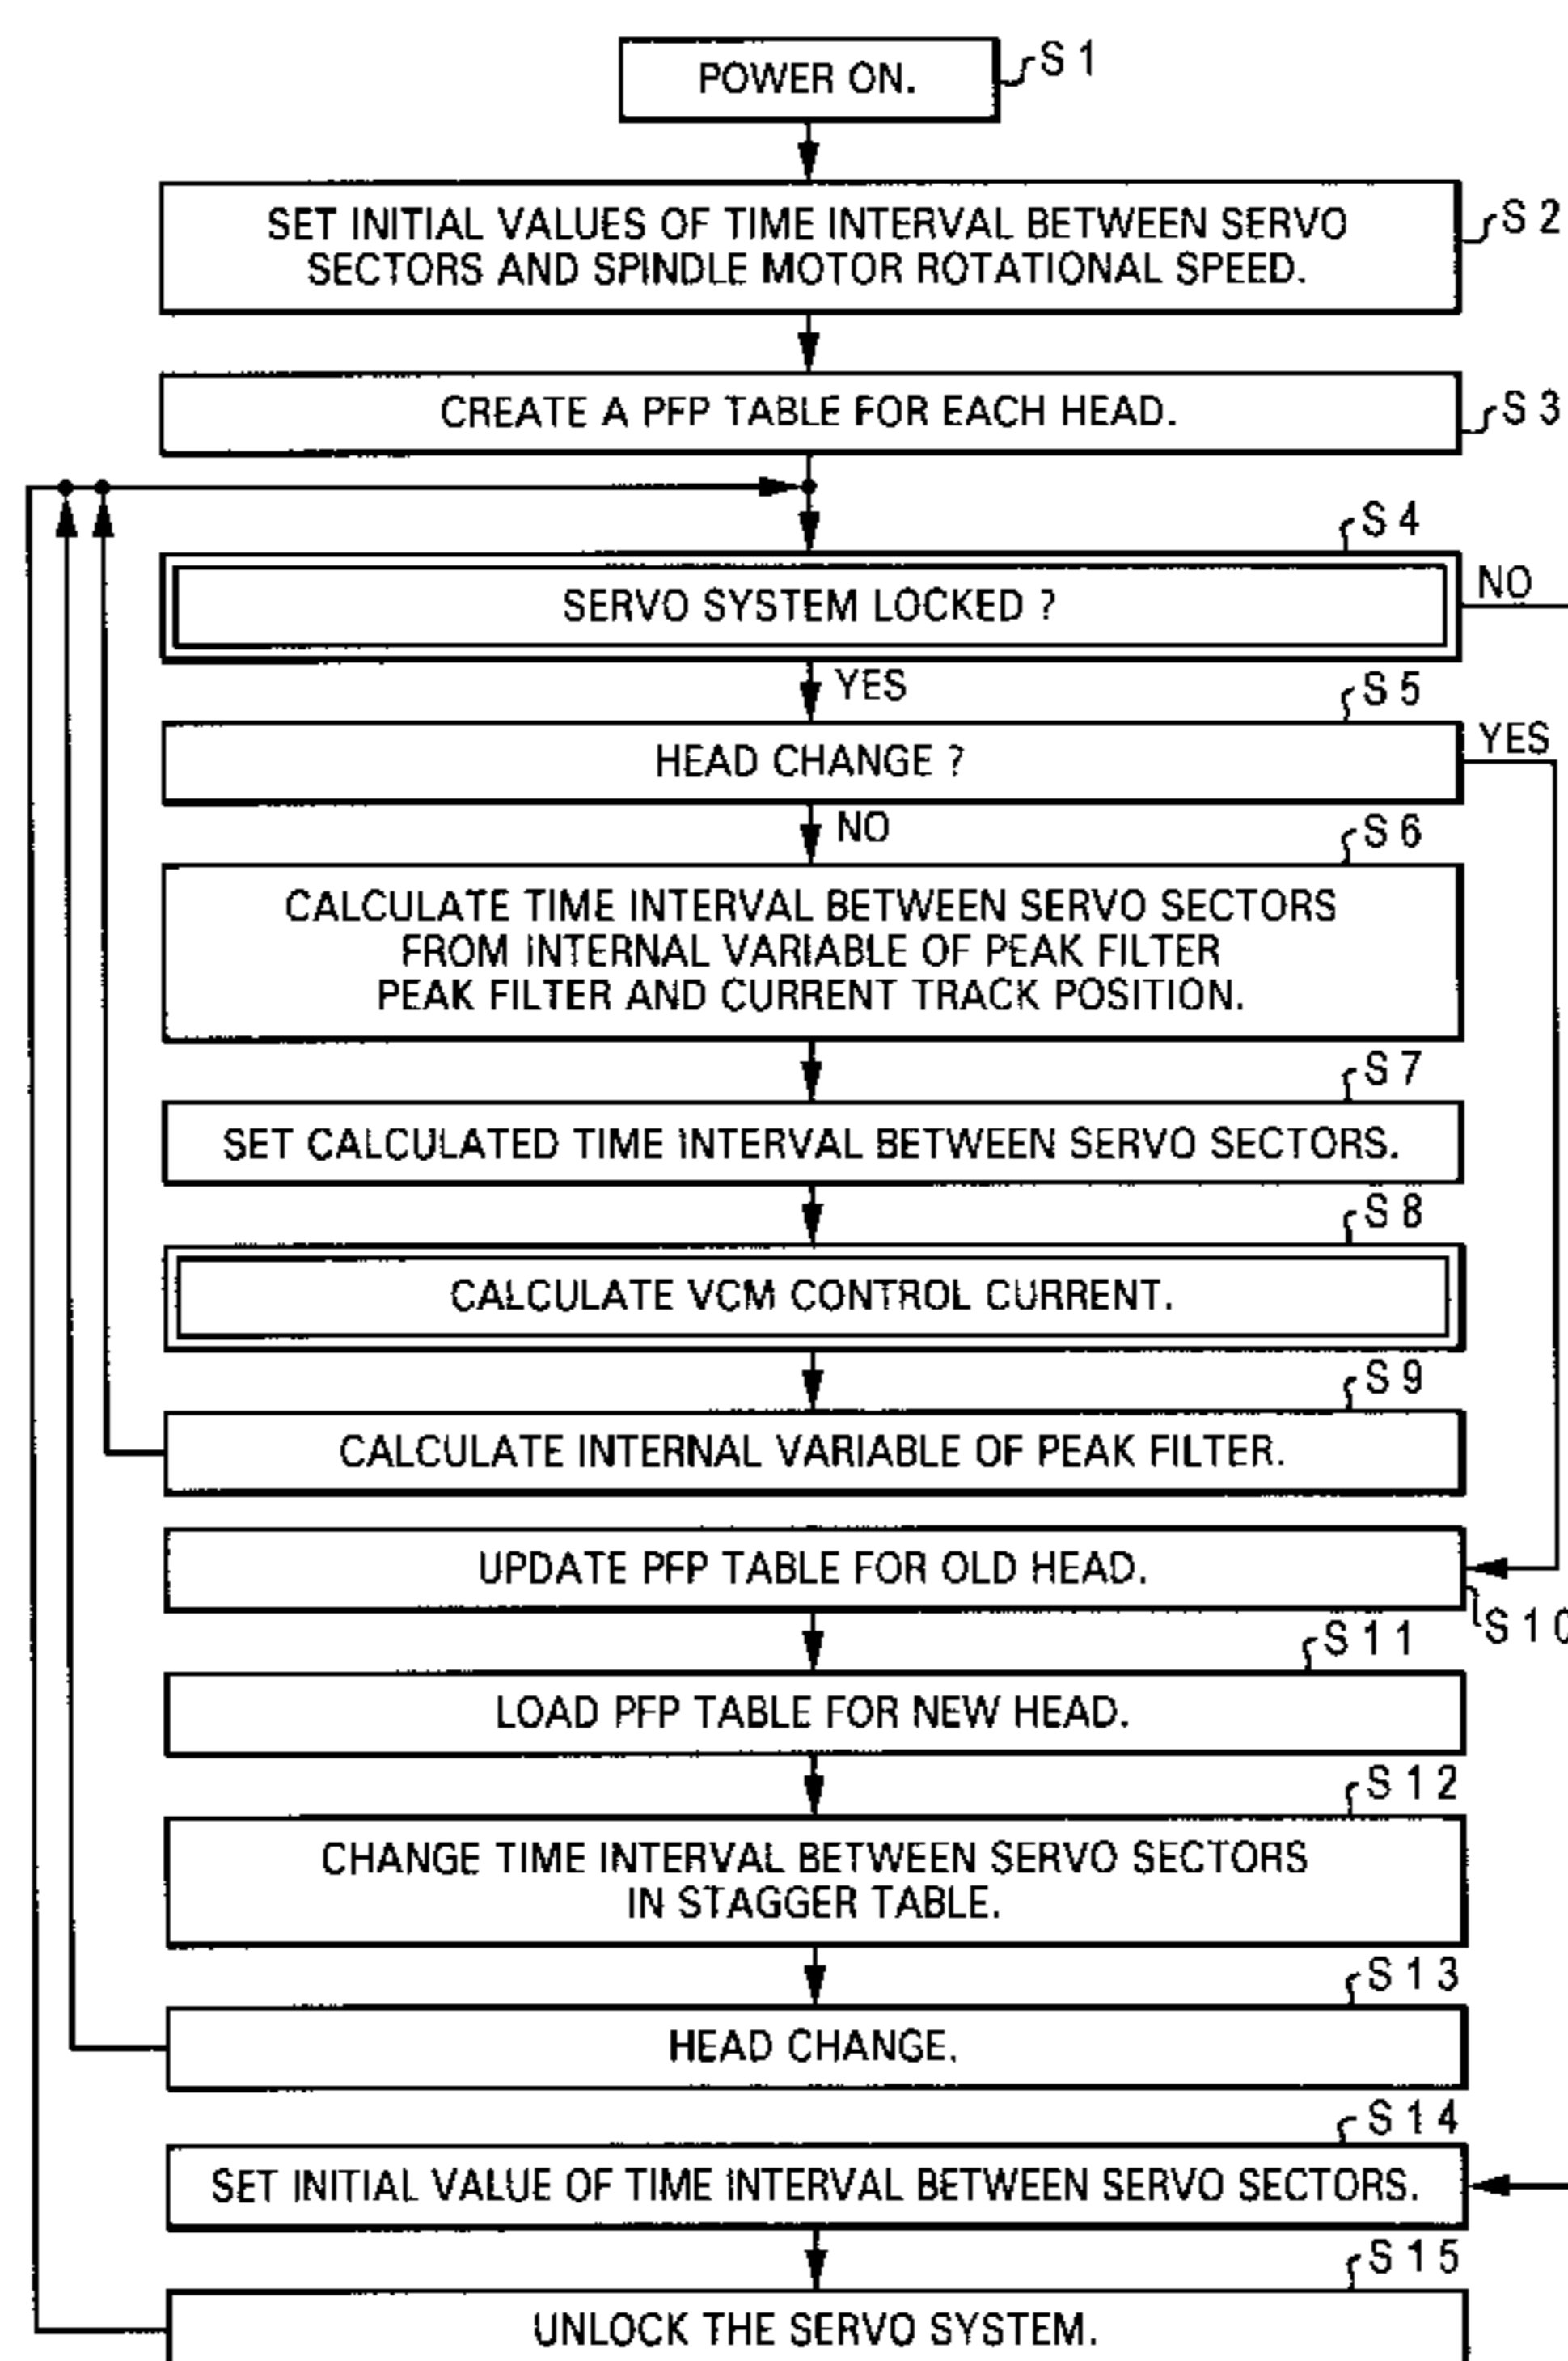 POWER ON.
S 1
SET INITIAL VALUES OF TIME INTERVAL BETWEEN SERVO
SECTORS AND SPINDLE MOTOR ROTATIONAL SPEED.
S 2
CREATE A PFP TABLE FOR EACH HEAD.
S 3
S 4
SERVO SYSTEM LOCKED ?
NO
YES
S 5
HEAD CHANGE ?
YES
NO
S 6
CALCULATE TIME INTERVAL BETWEEN SERVO SECTORS
FROM INTERNAL VARIABLE OF PEAK FILTER
PEAK FILTER AND CURRENT TRACK POSITION.
S 7
SET CALCULATED TIME INTERVAL BETWEEN SERVO SECTORS.
S 8
CALCULATE VCM CONTROL CURRENT.
S 9
CALCULATE INTERNAL VARIABLE OF PEAK FILTER.
UPDATE PFP TABLE FOR OLD HEAD.
S 10
S 11
LOAD PFP TABLE FOR NEW HEAD.
S 12
CHANGE TIME INTERVAL BETWEEN SERVO SECTORS
IN STAGGER TABLE.
S 13
HEAD CHANGE.
S 14
SET INITIAL VALUE OF TIME INTERVAL BETWEEN SERVO SECTORS.
S 15
UNLOCK THE SERVO SYSTEM.